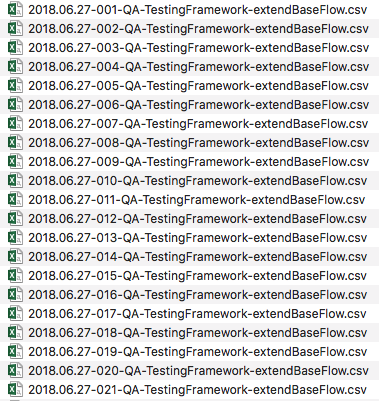 2018.06.27-001-QA-TestingFramework-extendBaseFlow.csv
2018.06.27-002-QA-TestingFramework-extendBaseFlow.csv
2018.06.27-003-QA-TestingFramework-extendBaseFlow.csv
2018.06.27-004-QA-TestingFramework-extendBaseFlow.csv
2018.06.27-005-QA-TestingFramework-extendBaseFlow.csv
2018.06.27-006-QA-TestingFramework-extendBaseFlow.csv
2018.06.27-007-QA-TestingFramework-extendBaseFlow.csv
2018.06.27-008-QA-TestingFramework-extendBaseFlow.csv
2018.06.27-009-QA-TestingFramework-extendBaseFlow.csv
2018.06.27-010-QA-TestingFramework-extendBaseFlow.csv
2018.06.27-011-QA-TestingFramework-extendBaseFlow.csv
2018.06.27-012-QA-TestingFramework-extendBaseFlow.csv
2018.06.27-013-QA-TestingFramework-extendBaseFlow.csv
2018.06.27-014-QA-TestingFramework-extendBaseFlow.csv
2018.06.27-015-QA-TestingFramework-extendBaseFlow.csv
2018.06.27-016-QA-TestingFramework-extendBaseFlow.csv
2018.06.27-017-QA-TestingFramework-extendBaseFlow.csv
2018.06.27-018-QA-TestingFramework-extendBaseFlow.csv
2018.06.27-019-QA-TestingFramework-extendBaseFlow.csv
2018.06.27-020-QA-TestingFramework-extendBaseFlow.csv
2018.06.27-021-QA-TestingFramework-extendBaseFlow.csv